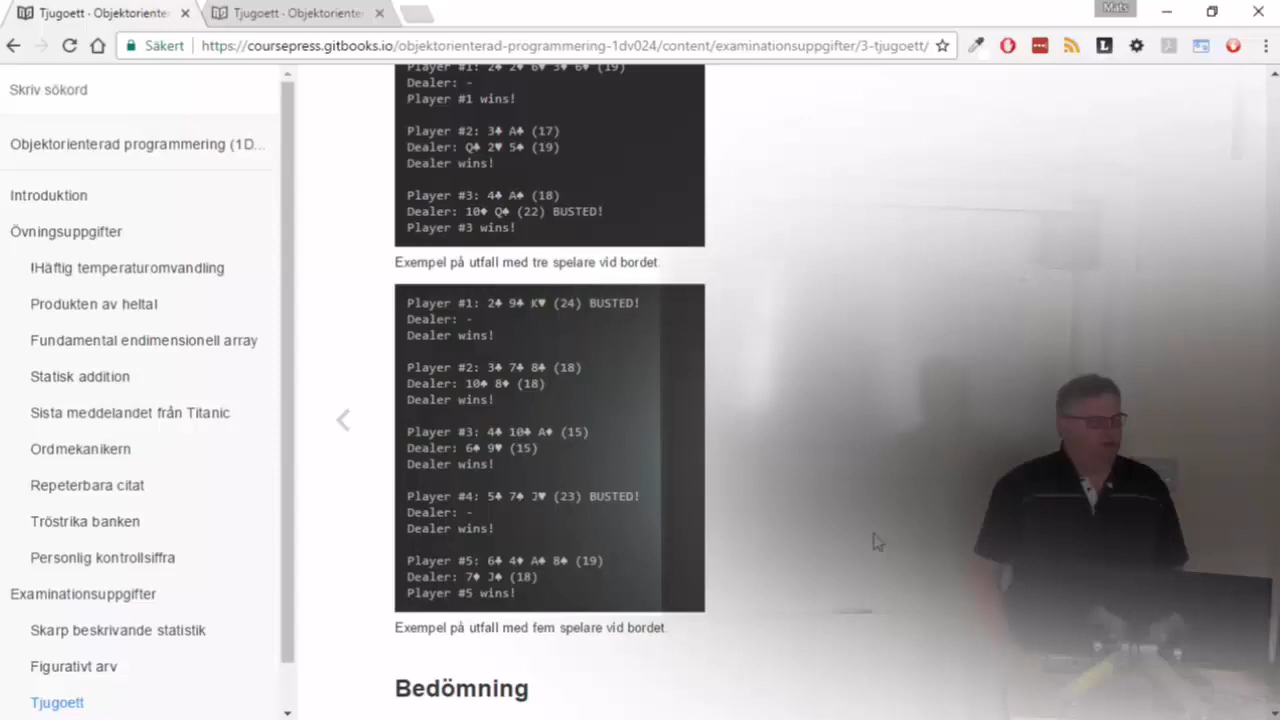 Tjugoett · Objektorienter
Tjugoett · Objektorienter
Mats
Säkert
https://coursepress.gitbooks.io/objektorienterad-programmering-1dv024/content/examinationsuppgifter/3-tjugoett/
Skriv sökord
Objektorienterad programmering (1D...
Introduktion
Övningsuppgifter
IHäftig temperaturomvandling
Produkten av heltal
Fundamental endimensionell array
Statisk addition
Sista meddelandet från Titanic
Ordmekanikern
Repeterbara citat
Tröstrika banken
Personlig kontrollsiffra
Examinationsuppgifter
Skarp beskrivande statistik
Figurativt arv
Tjugoett
Dealer: -
Player #1 wins!
Player #2: 3♣ A♣ (17)
Dealer: Q♣ 2♥ 5♠ (19)
Dealer wins!
Player #3: 4♣ A♠ (18)
Dealer: 10♦ Q♠ (22) BUSTED!
Player #3 wins!
Exempel på utfall med tre spelare vid bordet.
Player #1: 2♣ 9♣ K♥ (24) BUSTED!
Dealer: -
Dealer wins!
Player #2: 3♣ 7♣ 8♣ (18)
Dealer: 10♠ 8♦ (18)
Dealer wins!
Player #3: 4♣ 10♣ A♦ (15)
Dealer: 6♠ 9♥ (15)
Dealer wins!
Player #4: 5♣ 7♠ J♥ (23) BUSTED!
Dealer: -
Dealer wins!
Player #5: 6♣ 4♦ A♠ 8♠ (19)
Dealer: 7♦ J♠ (18)
Player #5 wins!
Exempel på utfall med fem spelare vid bordet.
Bedömning